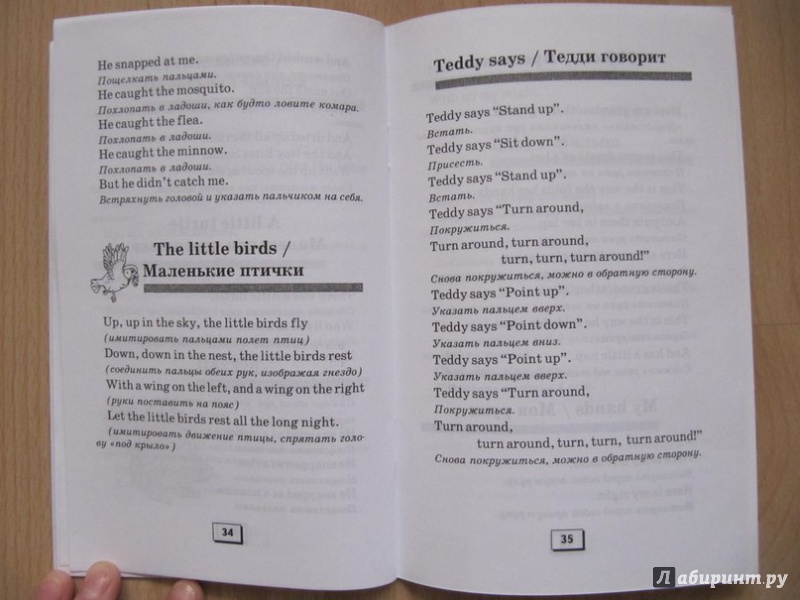 He snapped at me.
Пощелкать пальцами.
He caught the mosquito.
Похлопать в ладоши, как будто ловите комара.
He caught the flea.
Похлопать в ладоши.
He caught the minnow.
Похлопать в ладоши.
But he didn't catch me.
Встряхнуть головой и указать пальчиком на себя.
The little birds /
Маленькие птички
Up, up in the sky, the little birds fly
(имитировать пальцами полет птиц)
Down, down in the nest, the little birds rest
(соединить пальцы обеих рук, изображая гнездо)
With a wing on the left, and a wing on the right
(руки поставить на пояс)
Let the little birds rest all the long night.
(имитировать движение птицы, спрятать голо-
ву «под крыло»)
34
Teddy says / Тедди говорит
Teddy says “Stand up”.
Встать.
Teddy says “Sit down”.
Присесть.
Teddy says “Stand up”.
Встать.
Teddy says “Turn around,
Покружиться.
Turn around, turn around,
turn, turn, turn around!”
Снова покружиться, можно в обратную сторону.
Teddy says “Point up”.
Указать пальцем вверх.
Teddy says “Point down”.
Указать пальцем вниз.
Teddy says “Point up”.
Указать пальцем вверх.
Teddy says “Turn around,
Покружиться.
Turn around,
turn around, turn, turn, turn around!”
Снова покружиться, можно в обратную сторону.
35
Лабиринт.ру